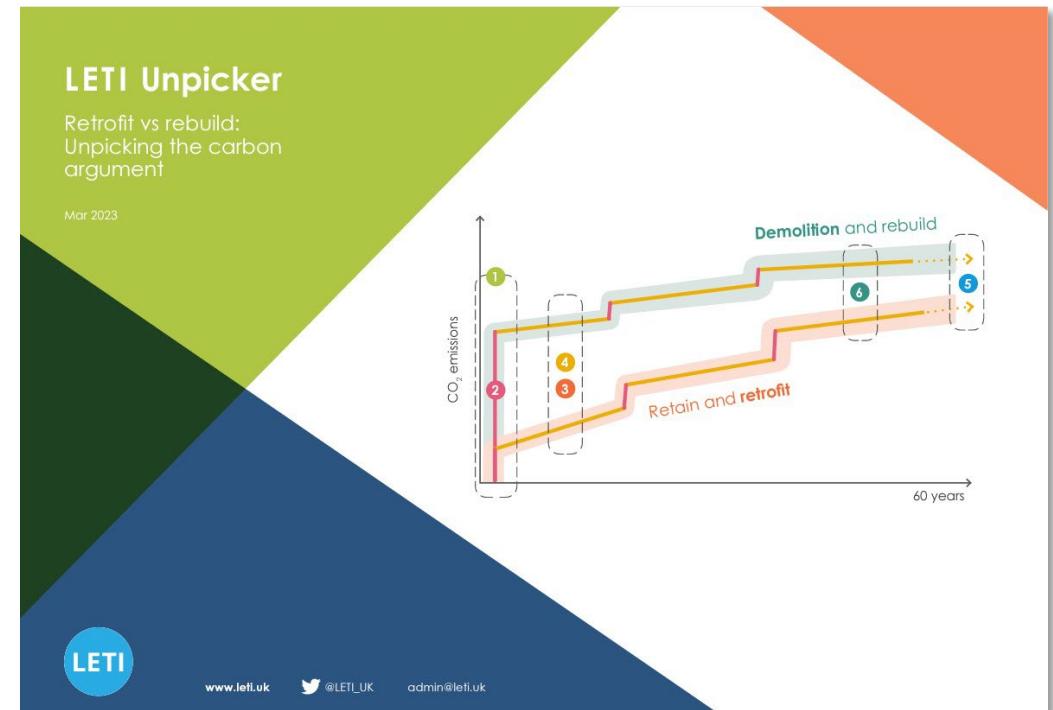 LETI Unpicker
Retrofit vs rebuild:
Unpicking the carbon
argument
Mar 2023
Demolition and rebuild
1
6
5
CO2 emissions
4
2
3
Retain and retrofit
60 years
LETI
www.leti.uk
@LETI_UK
admin@leti.uk